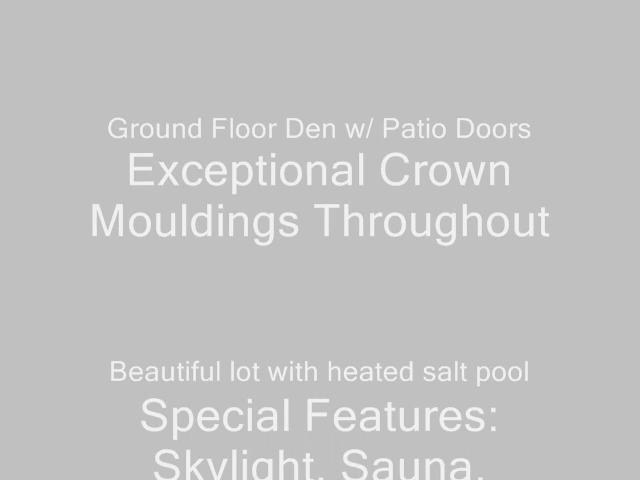 Ground Floor Den w/ Patio Doors
Exceptional Crown
Mouldings Throughout
Beautiful lot with heated salt pool
Special Features:
Skylight, Sauna,